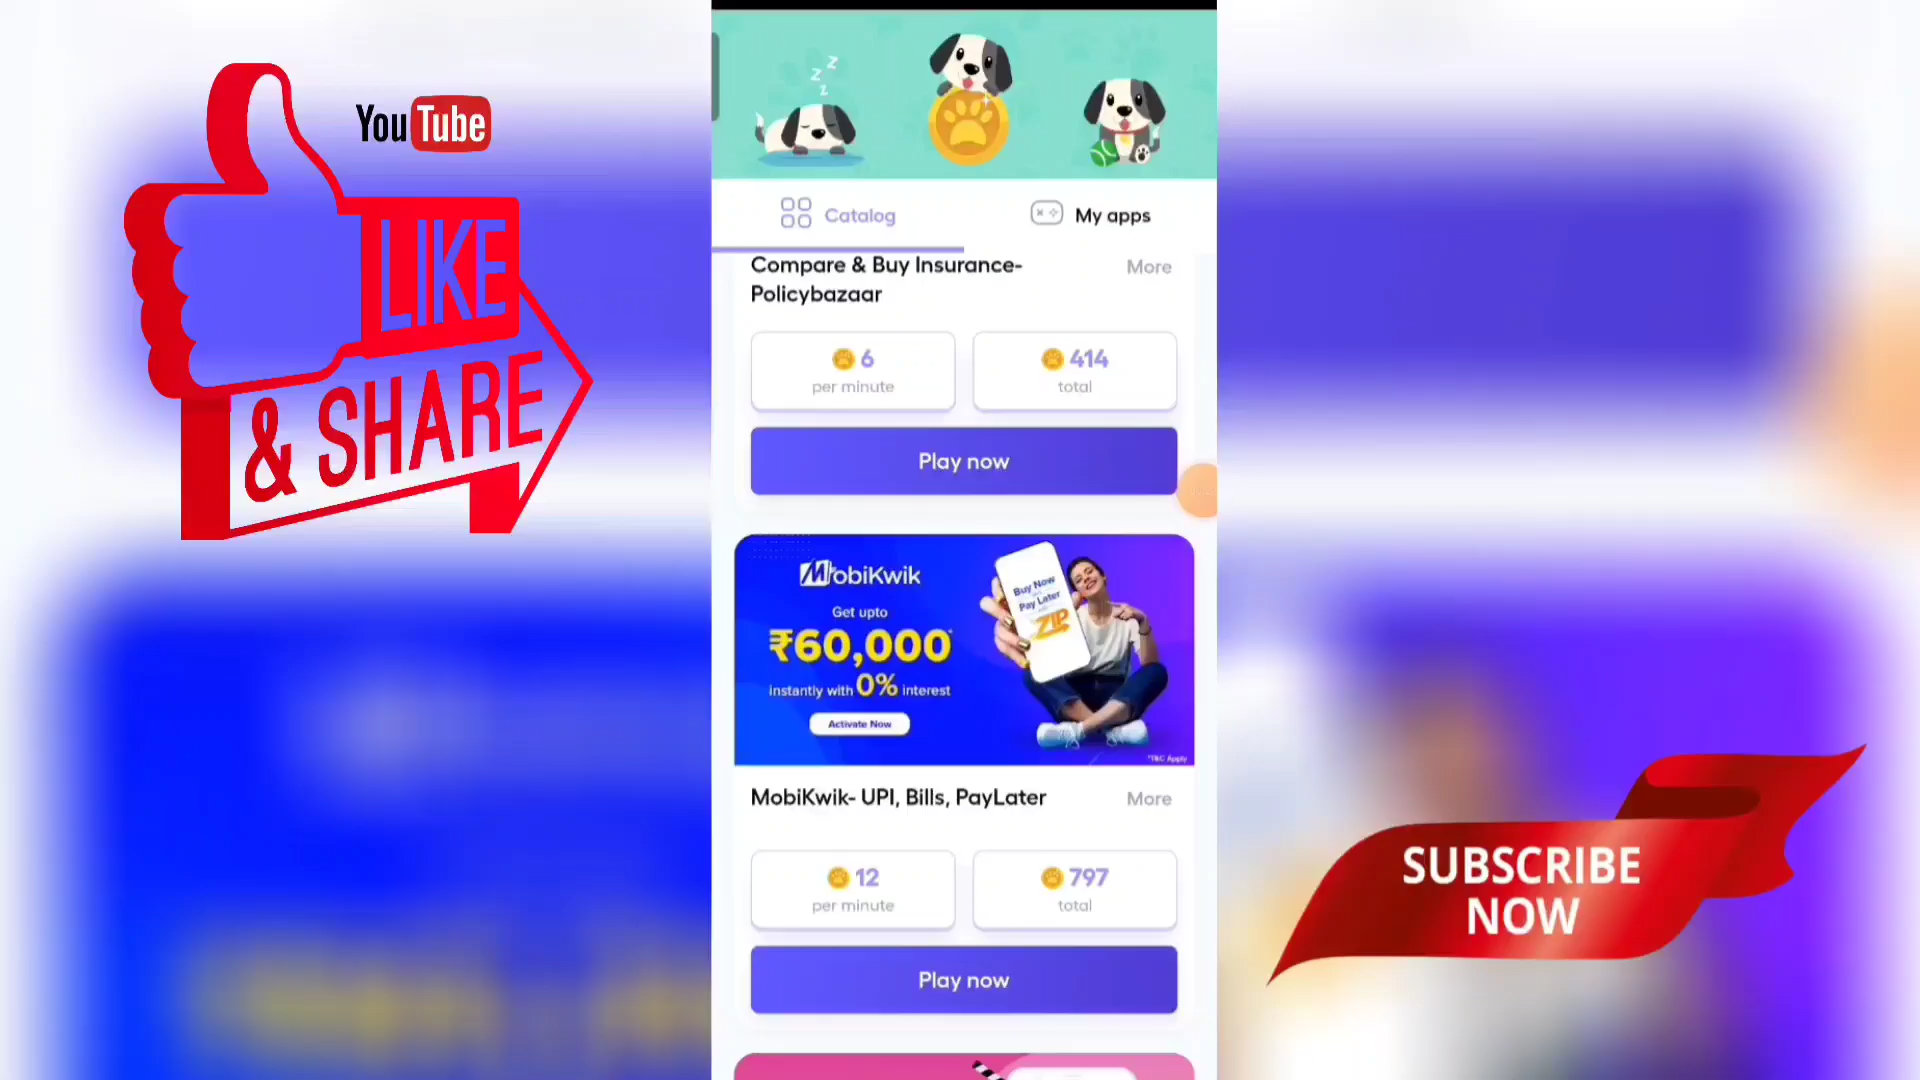 YouTube
LIKE
& SHARE
z z
z
Catalog
My apps
Compare & Buy Insurance-
Policybazaar
More
6
per minute
414
total
Play now
MobiKwik
Get upto
₹60,000*
instantly with 0% interest
Activate Now
Buy Now
Pay Later
ZIP
*T&C Apply
MobiKwik- UPI, Bills, PayLater
More
12
per minute
797
total
Play now
SUBSCRIBE
NOW